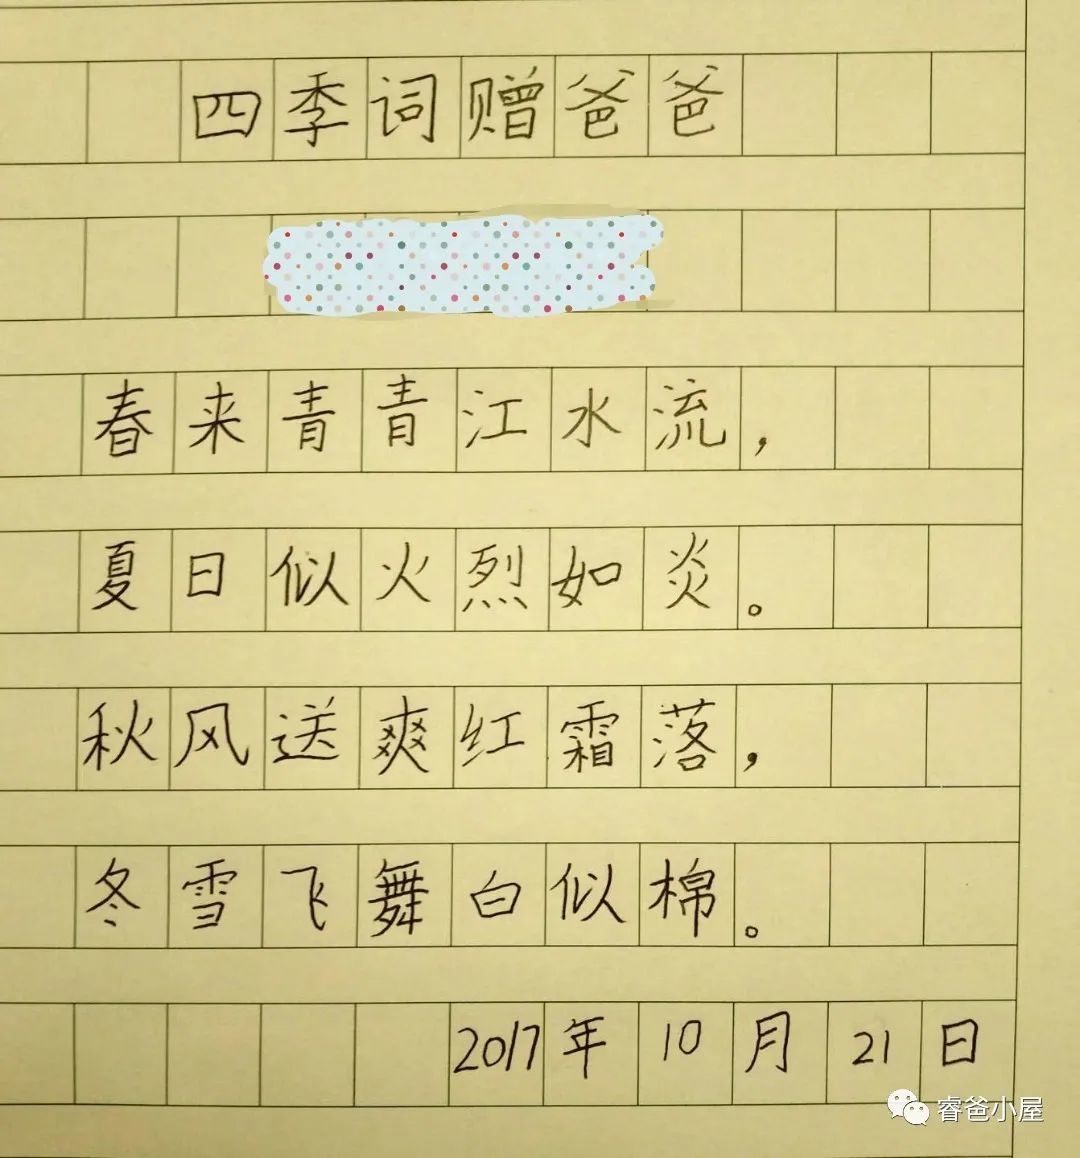 四季词赠爸爸
春来青青江水流，
夏日似火烈如炎。
秋风送爽红霜落，
冬雪飞舞白似棉。
2017年10月21日
睿爸小屋